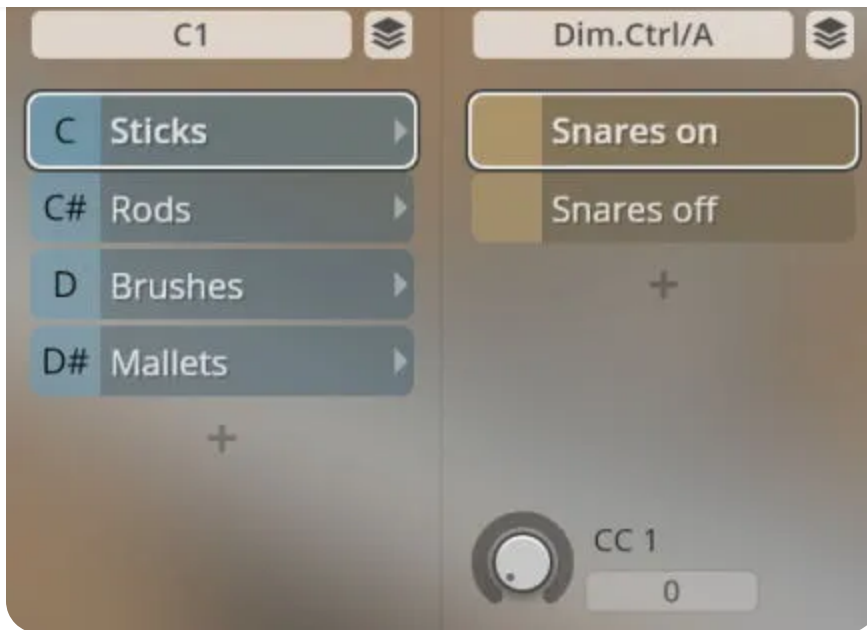 C1
C Sticks
C# Rods
D Brushes
D# Mallets
Dim.Ctrl/A
Snares on
Snares off
CC 1
0